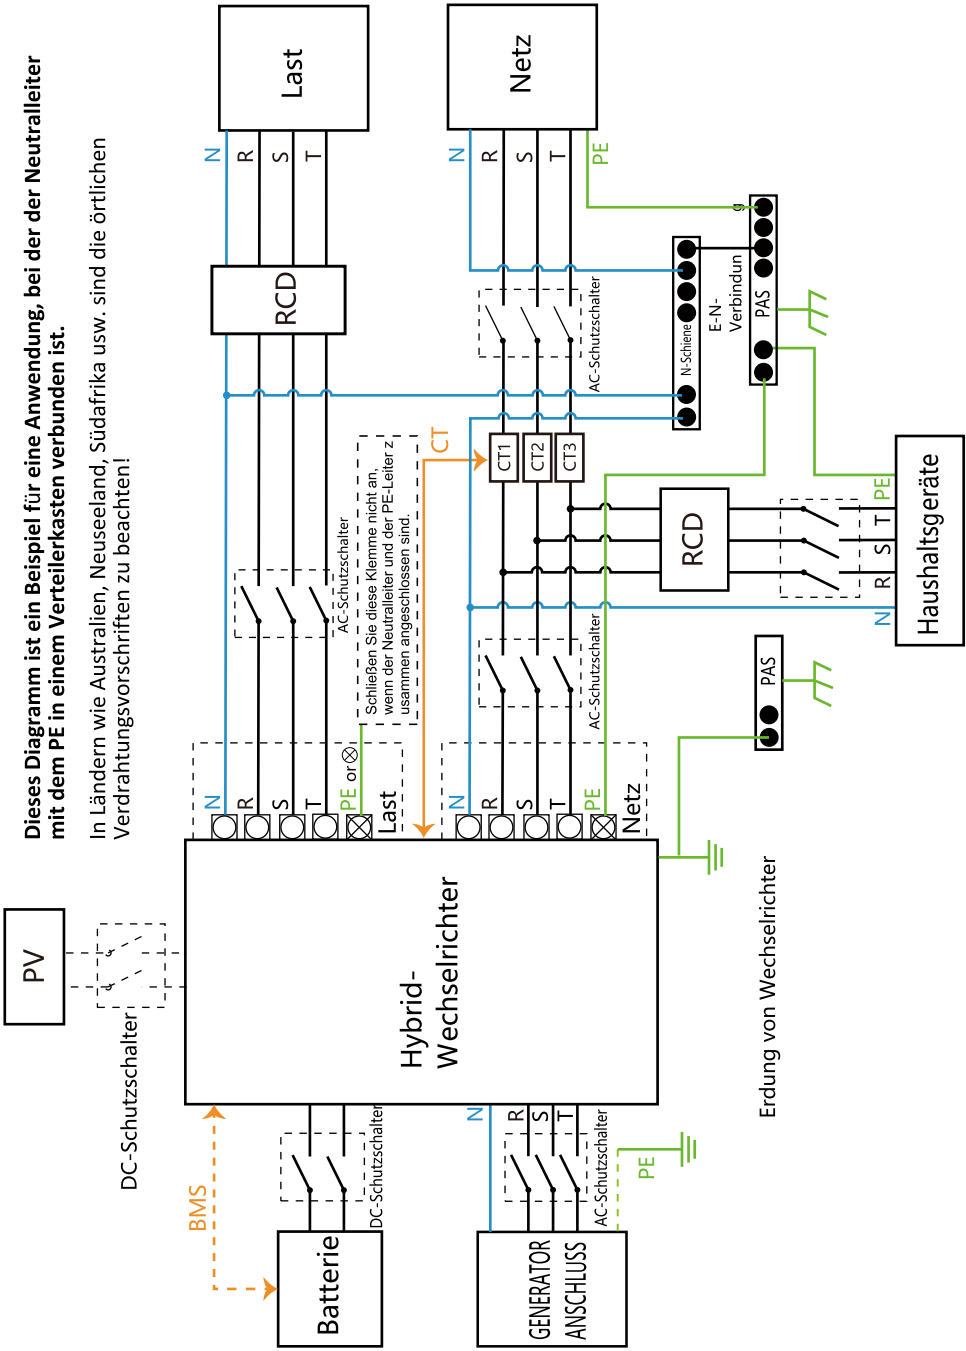 Dieses Diagramm ist ein Beispiel für eine Anwendung, bei der der Neutralleiter
mit dem PE in einem Verteilerkasten verbunden ist.
In Ländern wie Australien, Neuseeland, Südafrika usw. sind die örtlichen
Verdrahtungsvorschriften zu beachten!
PV
DC-Schutzschalter
BMS
Batterie
DC-Schutzschalter
Hybrid-
Wechselrichter
N
R
S
T
PE or
Last
AC-Schutzschalter
RCD
N
R
S
T
Last
Schließen Sie diese Klemme nicht an,
wenn der Neutralleiter und der PE-Leiter z
usammen angeschlossen sind.
CT
N
R
S
T
PE
Netz
AC-Schutzschalter
CT1
CT2
CT3
AC-Schutzschalter
N
R
S
T
PE
Netz
N-Schiene
E-N-
Verbindun
g
PAS
RCD
N
R
S
T
PE
Haushaltsgeräte
PAS
Erdung von Wechselrichter
N
R
S
T
AC-Schutzschalter
PE
GENERATOR
ANSCHLUSS